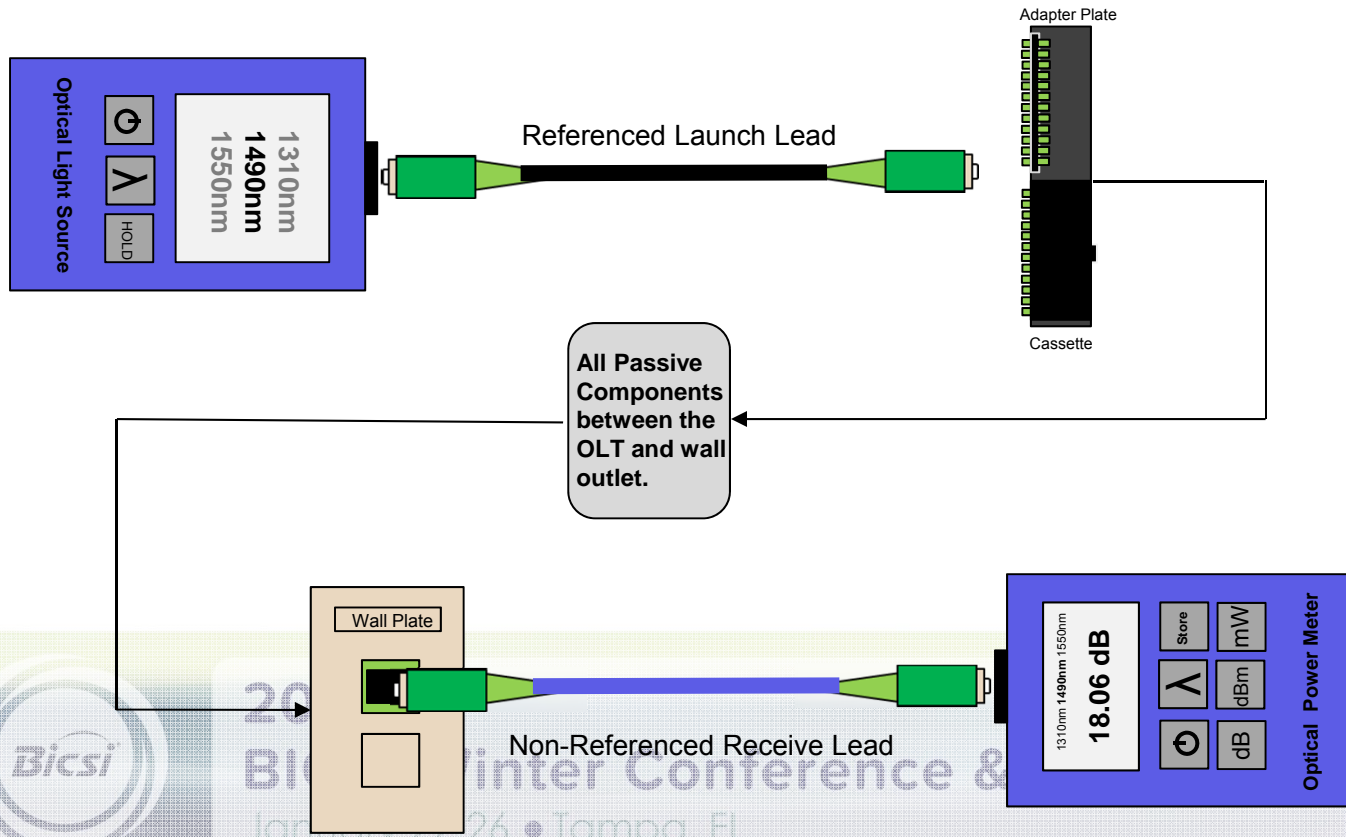 Adapter Plate
Optical Light Source
HOLD
1310nm
1490nm
1550nm
Referenced Launch Lead
Cassette
All Passive
Components
between the
OLT and wall
outlet.
Wall Plate
Non-Referenced Receive Lead
1310nm 1490nm 1550nm
18.06 dB
Store
mW
λ
dBm
dB
Optical Power Meter
Bicsi
20
BI Winter Conference &
26 • Tampa, FL